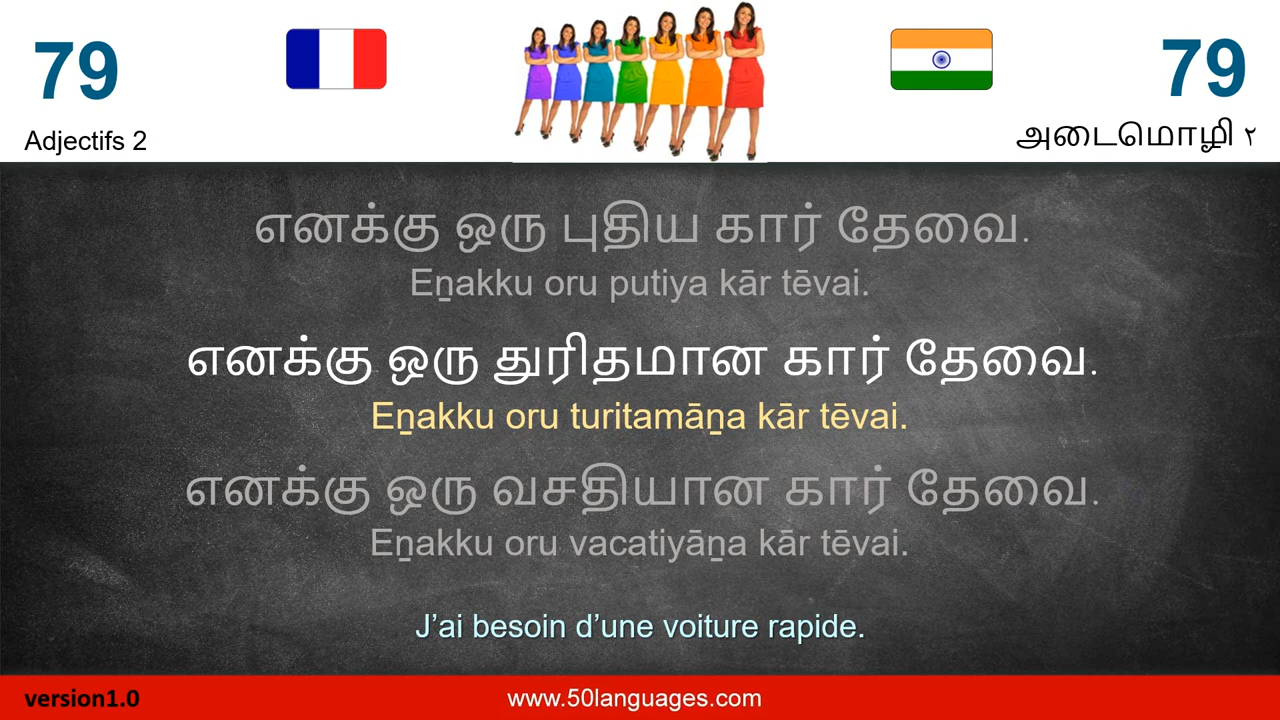 79
79
Adjectifs 2
அடைமொழி ٢
எனக்கு ஒரு புதிய கார் தேவை.
Eṉakku oru putiya kār tēvai.
எனக்கு ஒரு துரிதமான கார் தேவை.
Eṉakku oru turitamāṉa kār tēvai.
எனக்கு ஒரு வசதியான கார் தேவை.
Eṉakku oru vacatiyāṉa kār tēvai.
J’ai besoin d’une voiture rapide.
version1.0
www.50languages.com